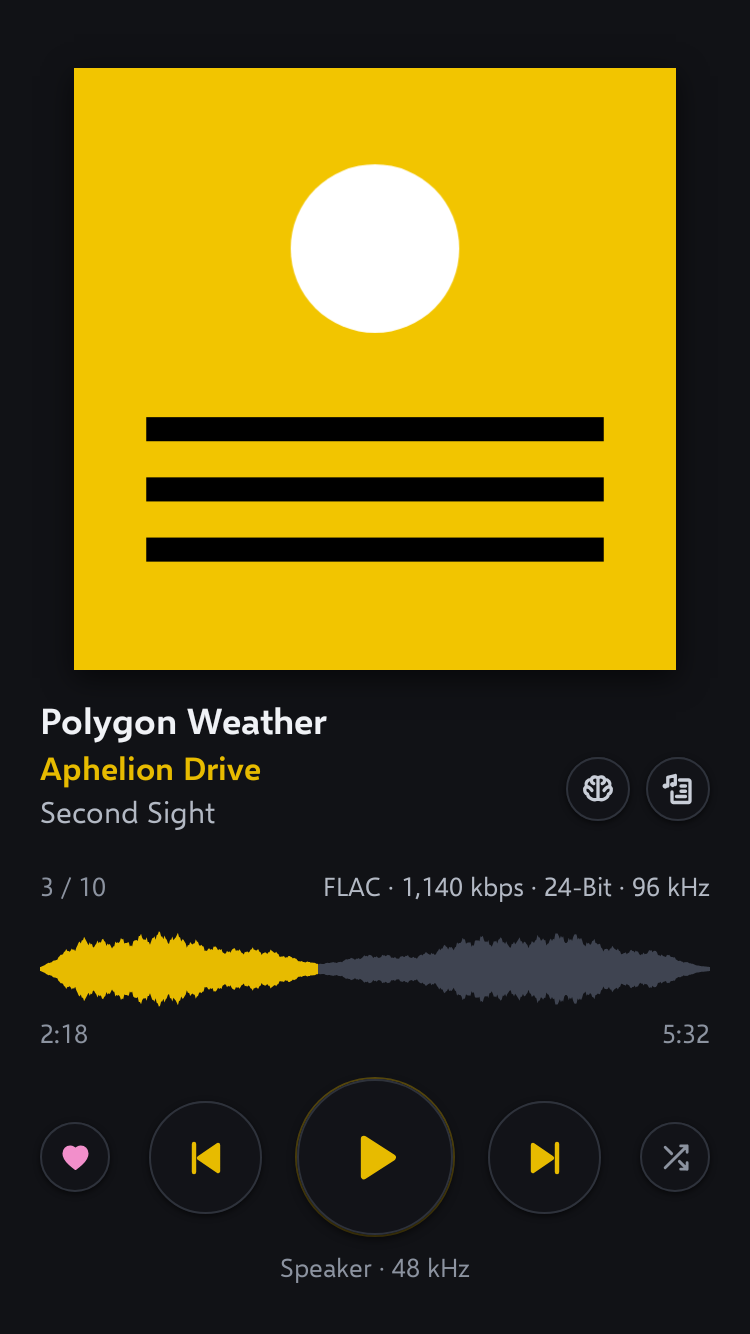 Polygon Weather
Aphelion Drive
Second Sight
3 / 10
FLAC · 1,140 kbps · 24-Bit · 96 kHz
2:18
5:32
Speaker · 48 kHz